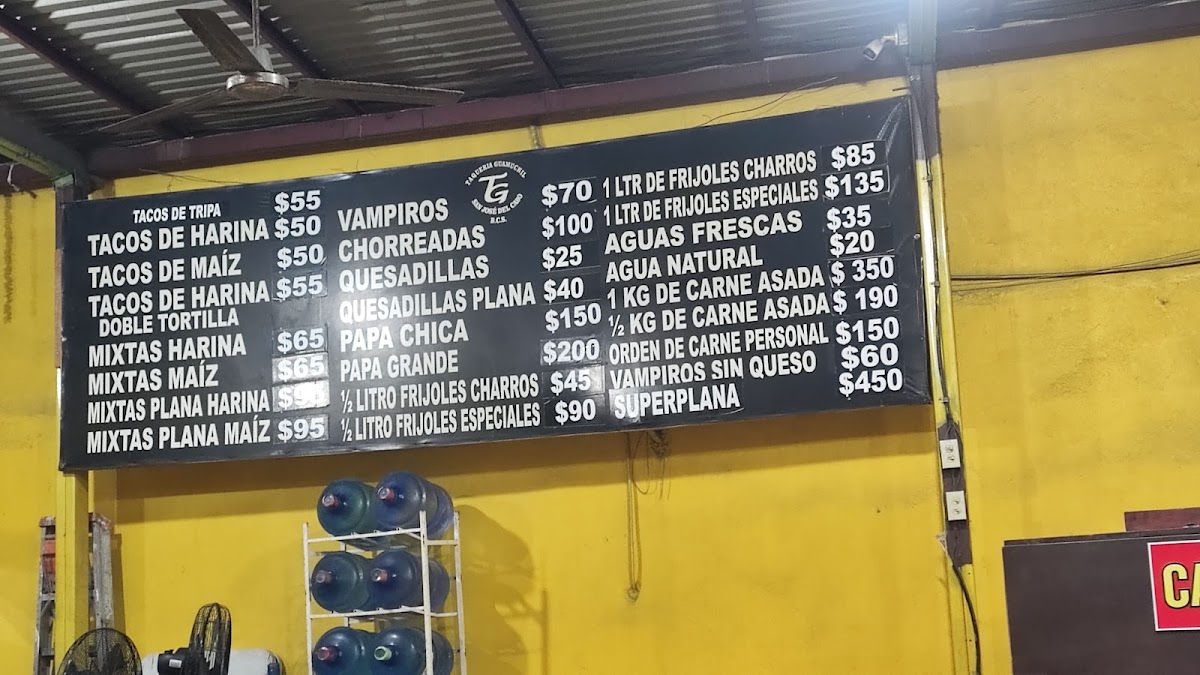 TACOS DE TRIPA $55
TACOS DE HARINA $50
TACOS DE MAÍZ $50
TACOS DE HARINA $55
DOBLE TORTILLA
MIXTAS HARINA $65
MIXTAS MAÍZ $65
MIXTAS PLANA HARINA
MIXTAS PLANA MAÍZ $95
TAQUERIA GUAMUCHIL
TG
SAN JOSÉ DEL CABO
B.C.S.
VAMPIROS $70
CHORREADAS $100
QUESADILLAS $25
QUESADILLAS PLANA $40
PAPA CHICA $150
PAPA GRANDE $200
½ LITRO FRIJOLES CHARROS $45
½ LITRO FRIJOLES ESPECIALES $90
1 LTR DE FRIJOLES CHARROS $85
1 LTR DE FRIJOLES ESPECIALES $135
AGUAS FRESCAS $35
AGUA NATURAL $20
1 KG DE CARNE ASADA $ 350
½ KG DE CARNE ASADA $ 190
ORDEN DE CARNE PERSONAL $150
VAMPIROS SIN QUESO $60
SUPERPLANA $450